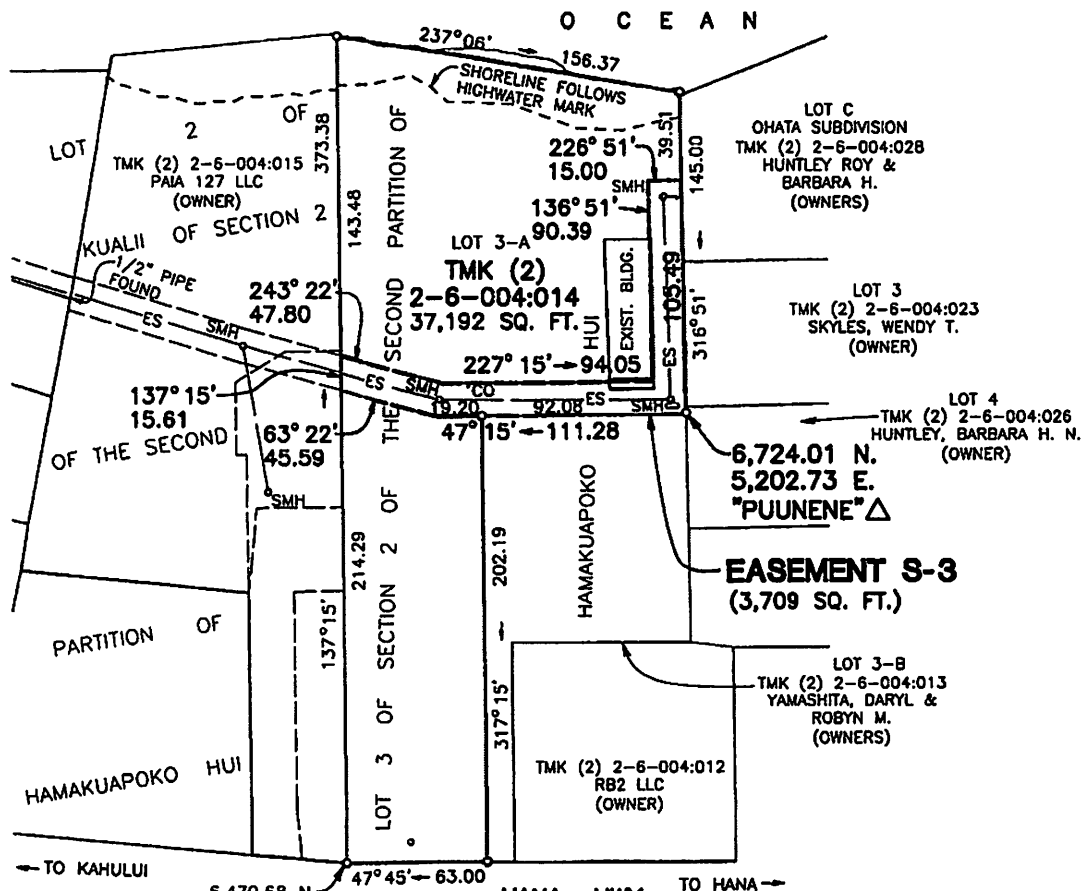 O C E A N
237°06'
156.37
SHORELINE FOLLOWS
HIGHWATER MARK
LOT 2 OF
TMK (2) 2-6-004:015
PAIA 127 LLC
(OWNER)
KUALII OF SECTION 2
1/2" PIPE
FOUND
373.38
143.48
THE SECOND PARTITION OF
39.51
145.00
226° 51'
15.00
SMH
136° 51'
90.39
LOT C
OHATA SUBDIVISION
TMK (2) 2-6-004:028
HUNTLEY ROY &
BARBARA H.
(OWNERS)
LOT 3-A
TMK (2)
2-6-004:014
37,192 SQ. FT.
HUI
EXIST. BLDG.
105.49
316°51'
ES
LOT 3
TMK (2) 2-6-004:023
SKYLES, WENDY T.
(OWNER)
243° 22'
47.80
ES
SMH
227° 15'
94.05
137° 15'
15.61
ES
SMH
CO
ES
SMH
19.20
92.08
63° 22'
45.59
47° 15'
111.28
LOT 4
TMK (2) 2-6-004:026
HUNTLEY, BARBARA H. N.
(OWNER)
OF THE SECOND
SMH
6,724.01 N.
5,202.73 E.
"PUUNENE"
HAMAKUAPOKO
EASEMENT S-3
(3,709 SQ. FT.)
214.29
137°15'
LOT 3 OF SECTION 2 OF
202.19
317°15'
PARTITION OF
HAMAKUAPOKO HUI
LOT 3-B
TMK (2) 2-6-004:013
YAMASHITA, DARYL &
ROBYN M.
(OWNERS)
TMK (2) 2-6-004:012
RB2 LLC
(OWNER)
TO KAHULUI
6,470.68 N.
47°45'
63.00
TO HANA